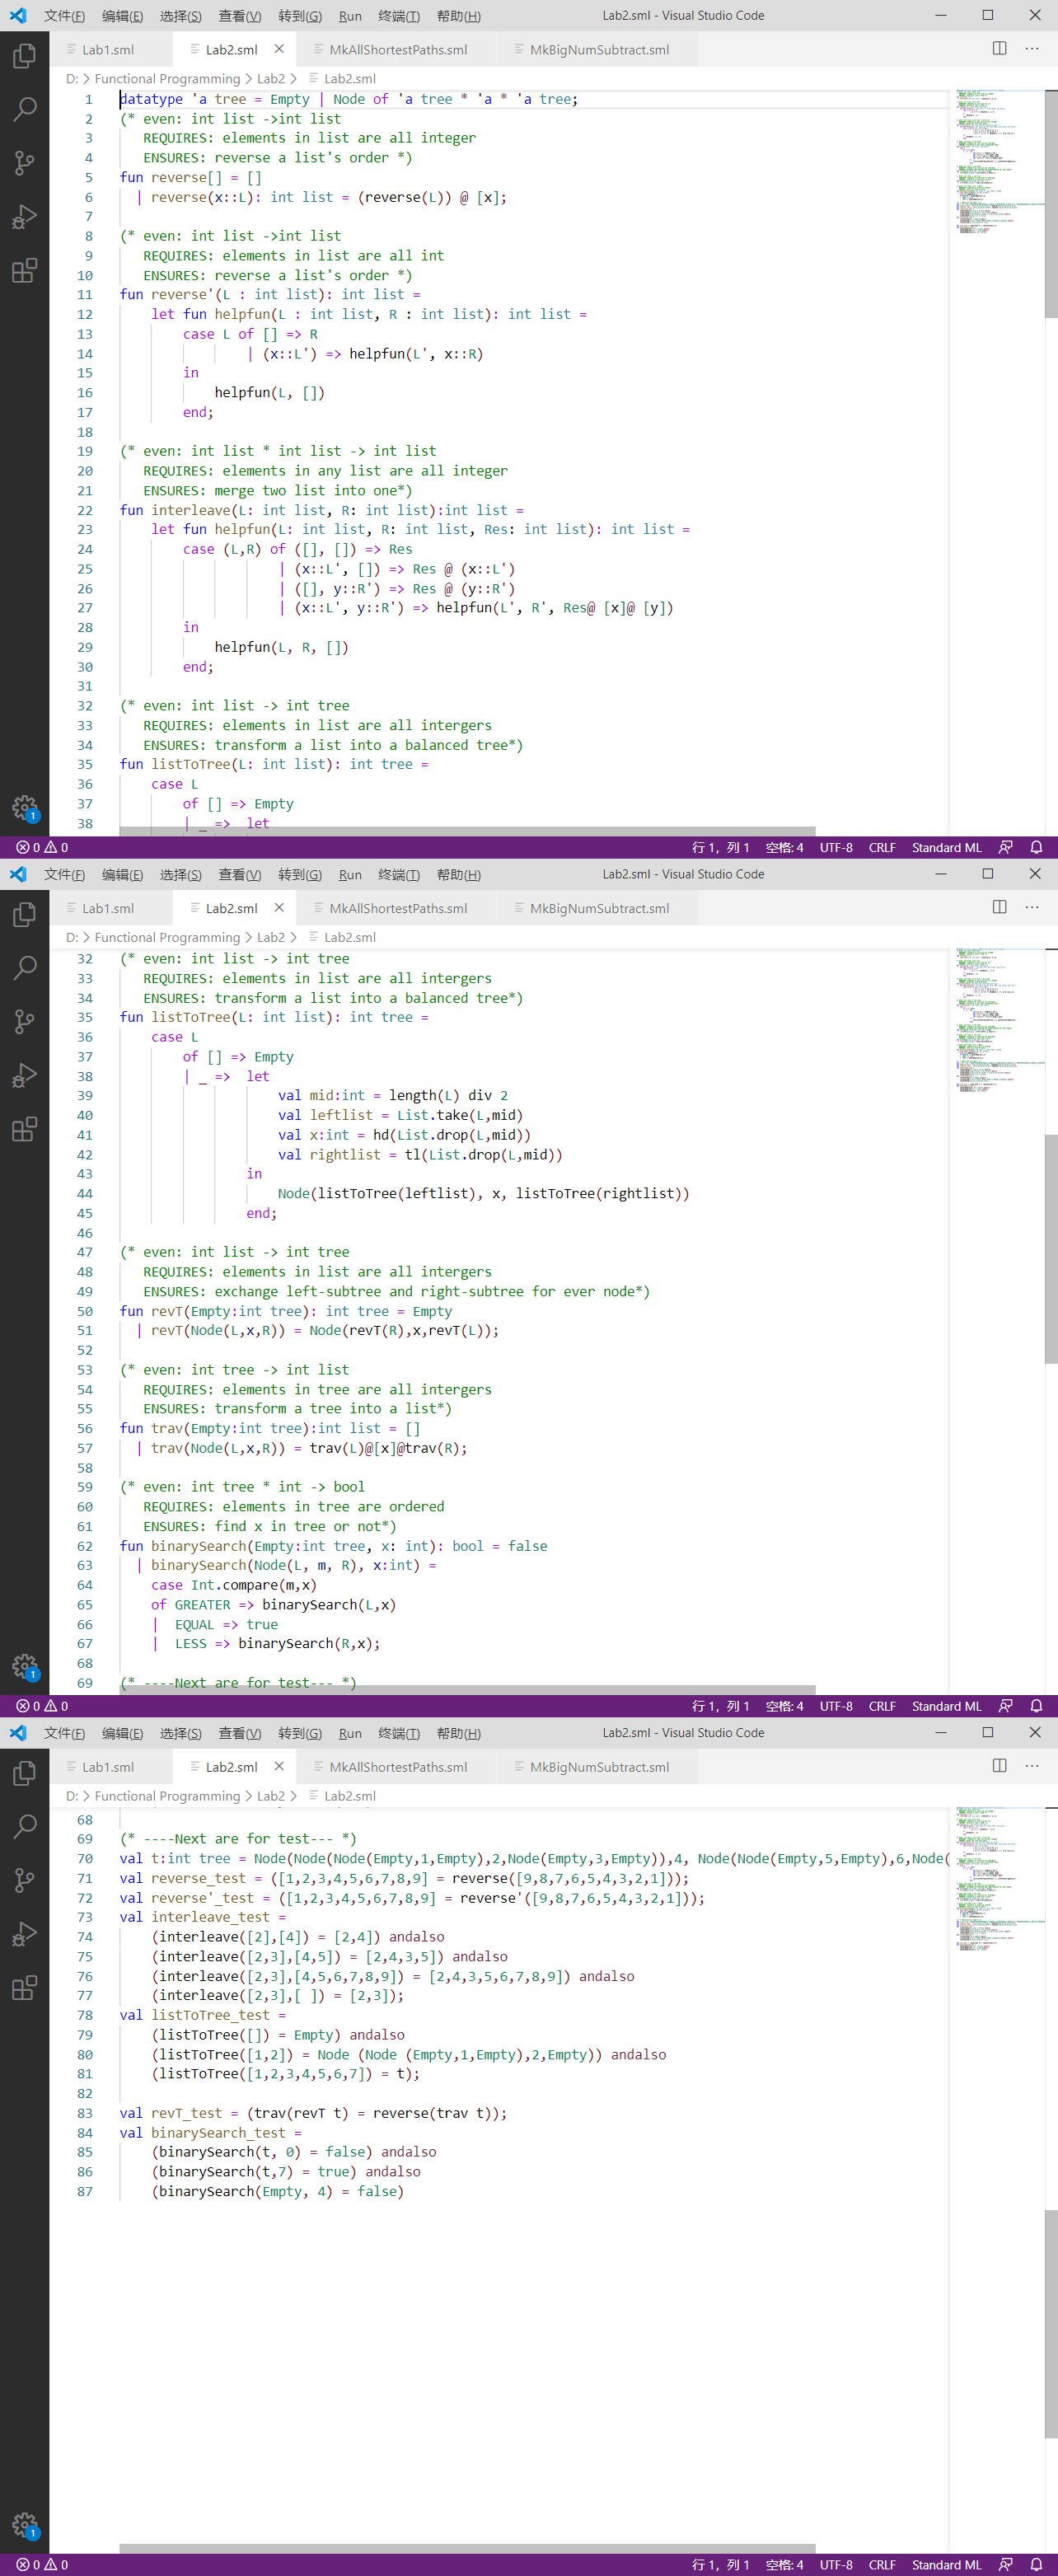 文件(F) 编辑(E) 选择(S) 查看(V) 转到(G) Run 终端(T) 帮助(H) Lab2.sml - Visual Studio Code
Lab1.sml Lab2.sml MkAllShortestPaths.sml MkBigNumSubtract.sml
D: > Functional Programming > Lab2 > Lab2.sml
1 datatype 'a tree = Empty | Node of 'a tree * 'a * 'a tree;
2 (* even: int list ->int list
3 REQUIRES: elements in list are all integer
4 ENSURES: reverse a list's order *)
5 fun reverse[] = []
6 | reverse(x::L): int list = (reverse(L)) @ [x];
7
8 (* even: int list ->int list
9 REQUIRES: elements in list are all int
10 ENSURES: reverse a list's order *)
11 fun reverse'(L : int list): int list =
12 let fun helpfun(L : int list, R : int list): int list =
13 case L of [] => R
14 | (x::L') => helpfun(L', x::R)
15 in
16 helpfun(L, [])
17 end;
18
19 (* even: int list * int list -> int list
20 REQUIRES: elements in any list are all integer
21 ENSURES: merge two list into one*)
22 fun interleave(L: int list, R: int list):int list =
23 let fun helpfun(L: int list, R: int list, Res: int list): int list =
24 case (L,R) of ([], []) => Res
25 | (x::L', []) => Res @ (x::L')
26 | ([], y::R') => Res @ (y::R')
27 | (x::L', y::R') => helpfun(L', R', Res@ [x]@ [y])
28 in
29 helpfun(L, R, [])
30 end;
31
32 (* even: int list -> int tree
33 REQUIRES: elements in list are all intergers
34 ENSURES: transform a list into a balanced tree*)
35 fun listToTree(L: int list): int tree =
36 case L
37 of [] => Empty
38 | _ => let
1
0 0 行 1，列 1 空格: 4 UTF-8 CRLF Standard ML
文件(F) 编辑(E) 选择(S) 查看(V) 转到(G) Run 终端(T) 帮助(H) Lab2.sml - Visual Studio Code
Lab1.sml Lab2.sml MkAllShortestPaths.sml MkBigNumSubtract.sml
D: > Functional Programming > Lab2 > Lab2.sml
32 (* even: int list -> int tree
33 REQUIRES: elements in list are all intergers
34 ENSURES: transform a list into a balanced tree*)
35 fun listToTree(L: int list): int tree =
36 case L
37 of [] => Empty
38 | _ => let
39 val mid:int = length(L) div 2
40 val leftlist = List.take(L,mid)
41 val x:int = hd(List.drop(L,mid))
42 val rightlist = tl(List.drop(L,mid))
43 in
44 Node(listToTree(leftlist), x, listToTree(rightlist))
45 end;
46
47 (* even: int list -> int tree
48 REQUIRES: elements in list are all intergers
49 ENSURES: exchange left-subtree and right-subtree for ever node*)
50 fun revT(Empty:int tree): int tree = Empty
51 | revT(Node(L,x,R)) = Node(revT(R),x,revT(L));
52
53 (* even: int tree -> int list
54 REQUIRES: elements in tree are all intergers
55 ENSURES: transform a tree into a list*)
56 fun trav(Empty:int tree):int list = []
57 | trav(Node(L,x,R)) = trav(L)@[x]@trav(R);
58
59 (* even: int tree * int -> bool
60 REQUIRES: elements in tree are ordered
61 ENSURES: find x in tree or not*)
62 fun binarySearch(Empty:int tree, x: int): bool = false
63 | binarySearch(Node(L, m, R), x:int) =
64 case Int.compare(m,x)
65 of GREATER => binarySearch(L,x)
66 | EQUAL => true
67 | LESS => binarySearch(R,x);
68
69 (* ----Next are for test--- *)
1
0 0 行 1，列 1 空格: 4 UTF-8 CRLF Standard ML
文件(F) 编辑(E) 选择(S) 查看(V) 转到(G) Run 终端(T) 帮助(H) Lab2.sml - Visual Studio Code
Lab1.sml Lab2.sml MkAllShortestPaths.sml MkBigNumSubtract.sml
D: > Functional Programming > Lab2 > Lab2.sml
68
69 (* ----Next are for test--- *)
70 val t:int tree = Node(Node(Node(Empty,1,Empty),2,Node(Empty,3,Empty)),4, Node(Node(Empty,5,Empty),6,Node(
71 val reverse_test = ([1,2,3,4,5,6,7,8,9] = reverse([9,8,7,6,5,4,3,2,1]));
72 val reverse'_test = ([1,2,3,4,5,6,7,8,9] = reverse'([9,8,7,6,5,4,3,2,1]));
73 val interleave_test =
74 (interleave([2],[4]) = [2,4]) andalso
75 (interleave([2,3],[4,5]) = [2,4,3,5]) andalso
76 (interleave([2,3],[4,5,6,7,8,9]) = [2,4,3,5,6,7,8,9]) andalso
77 (interleave([2,3],[ ]) = [2,3]);
78 val listToTree_test =
79 (listToTree([]) = Empty) andalso
80 (listToTree([1,2]) = Node (Node (Empty,1,Empty),2,Empty)) andalso
81 (listToTree([1,2,3,4,5,6,7]) = t);
82
83 val revT_test = (trav(revT t) = reverse(trav t));
84 val binarySearch_test =
85 (binarySearch(t, 0) = false) andalso
86 (binarySearch(t,7) = true) andalso
87 (binarySearch(Empty, 4) = false)
1
0 0 行 1，列 1 空格: 4 UTF-8 CRLF Standard ML